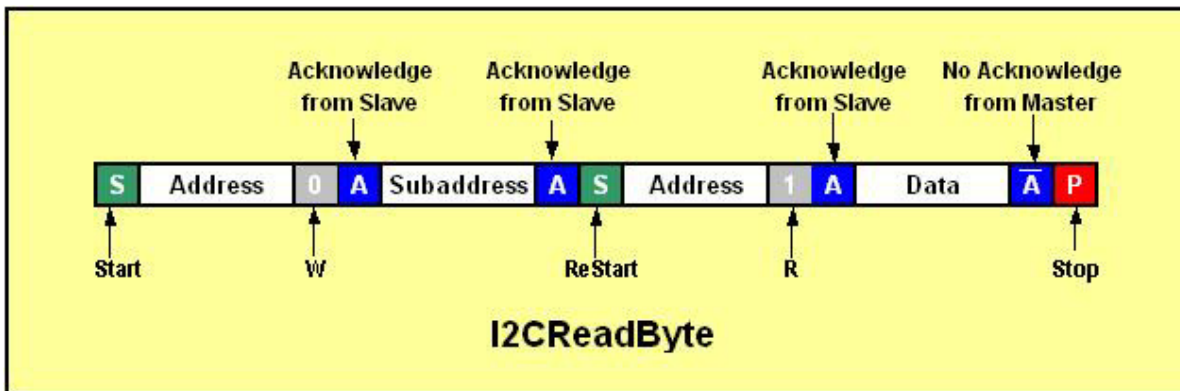 Acknowledge from Slave
Acknowledge from Slave
Acknowledge from Slave
No Acknowledge from Master
S Address 0 A Subaddress A S Address 1 A Data A̅ P
Start W ReStart R Stop
I2CReadByte